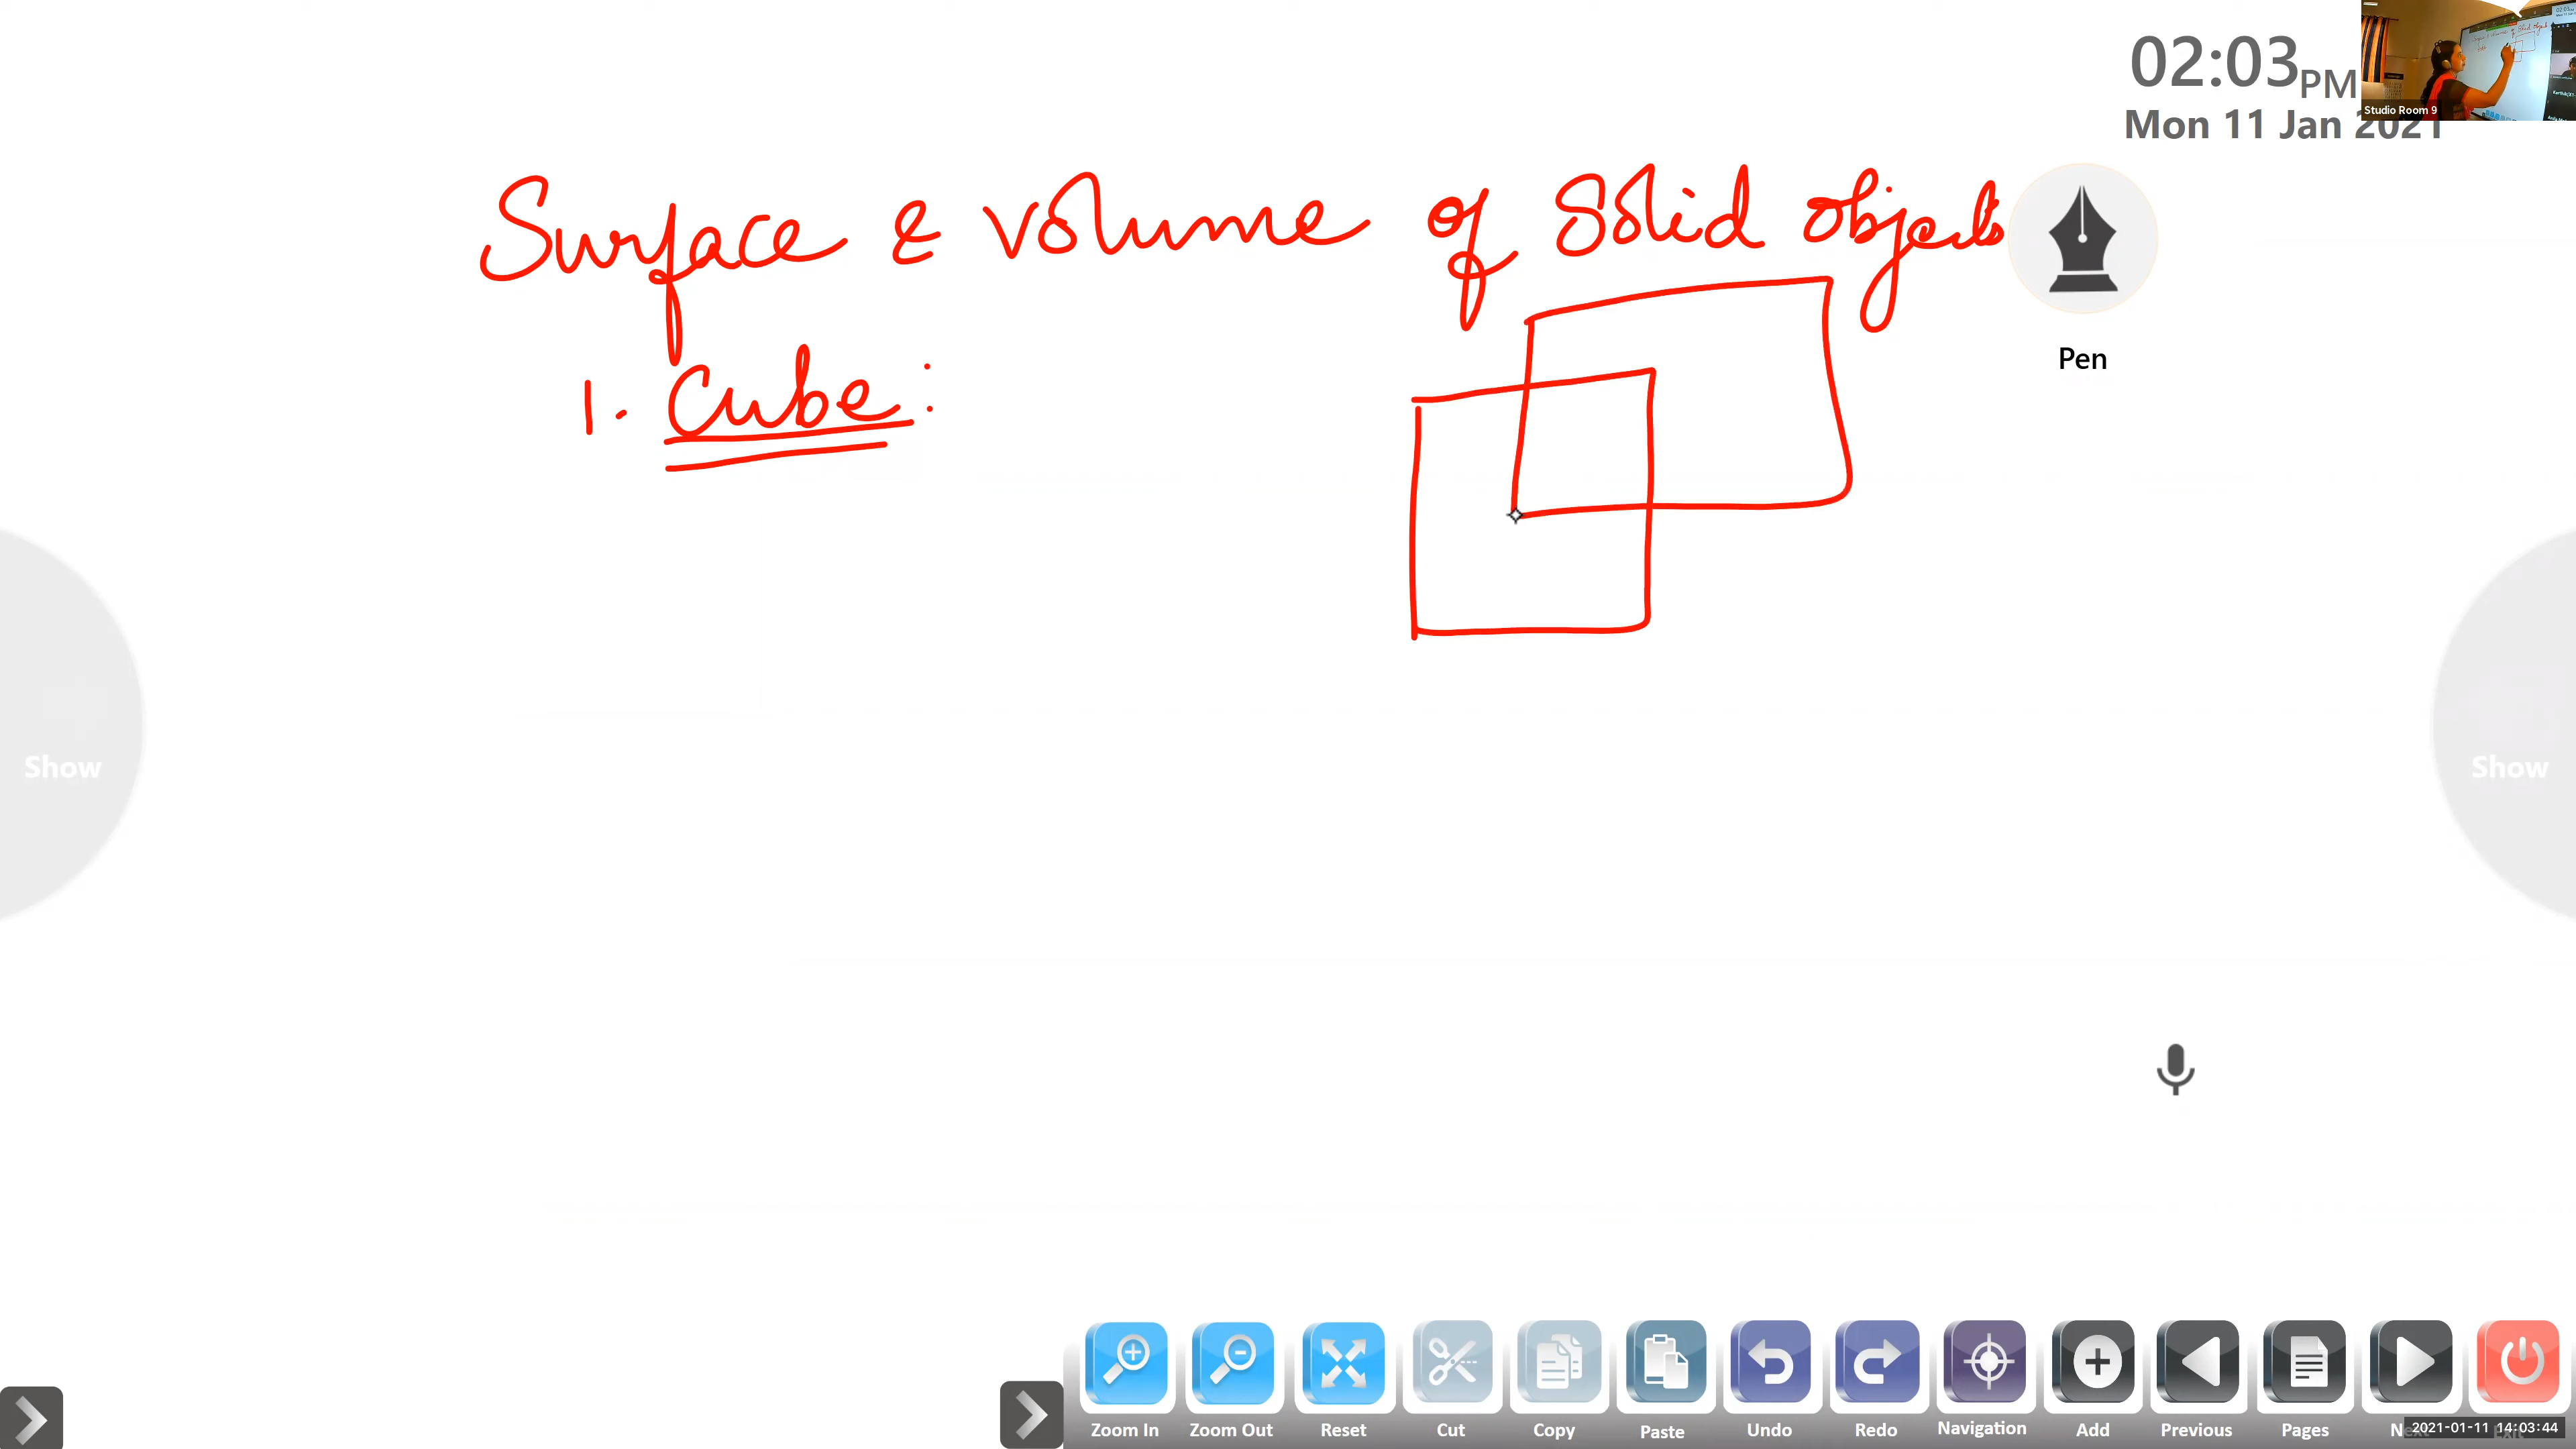 02:03 PM
Mon 11 Jan 2021
Studio Room 9
Surface & volume of Solid objects
Pen
1. Cube :
Show
Show
Zoom In Zoom Out Reset Cut Copy Paste Undo Redo Navigation Add Previous Pages
2021-01-11 14:03:44